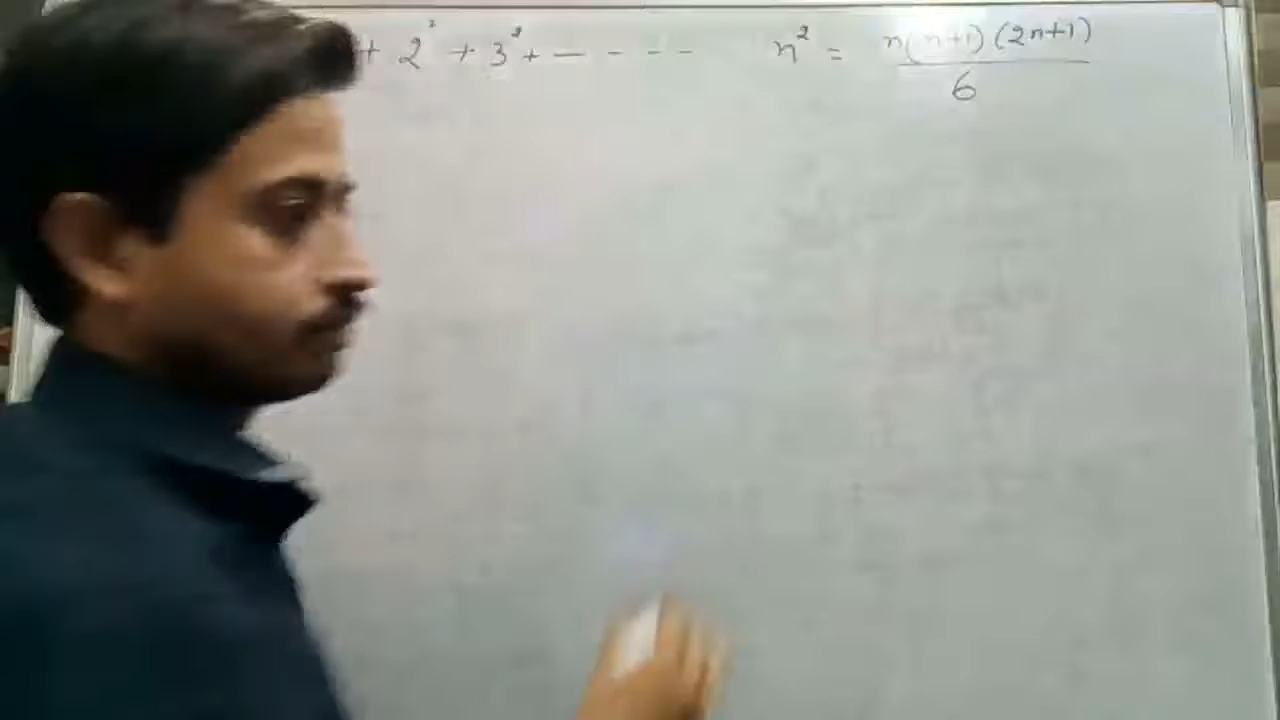 + 2² + 3² + — - - - n² = n(n+1)(2n+1)
6